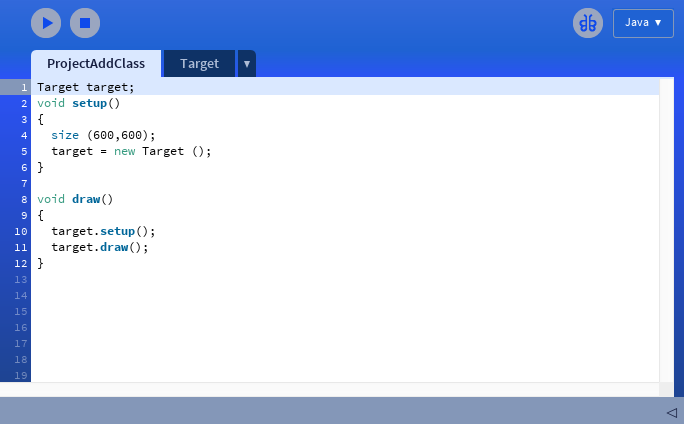 Java ▼
ProjectAddClass Target ▼
1 Target target;
2 void setup()
3 {
4   size (600,600);
5   target = new Target ();
6 }
7
8 void draw()
9 {
10   target.setup();
11   target.draw();
12 }
13
14
15
16
17
18
19